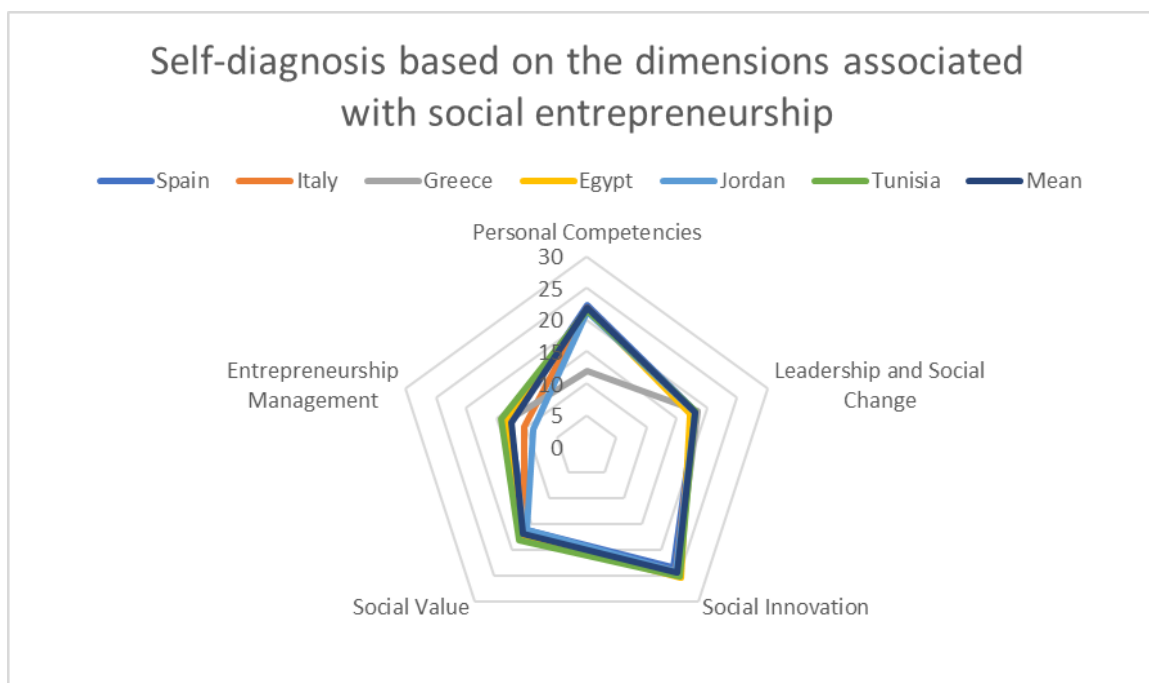 Self-diagnosis based on the dimensions associated
with social entrepreneurship
Spain Italy Greece Egypt Jordan Tunisia Mean
Personal Competencies
30
25
20
15
10
5
0
Entrepreneurship
Management
Leadership and Social
Change
Social Value
Social Innovation